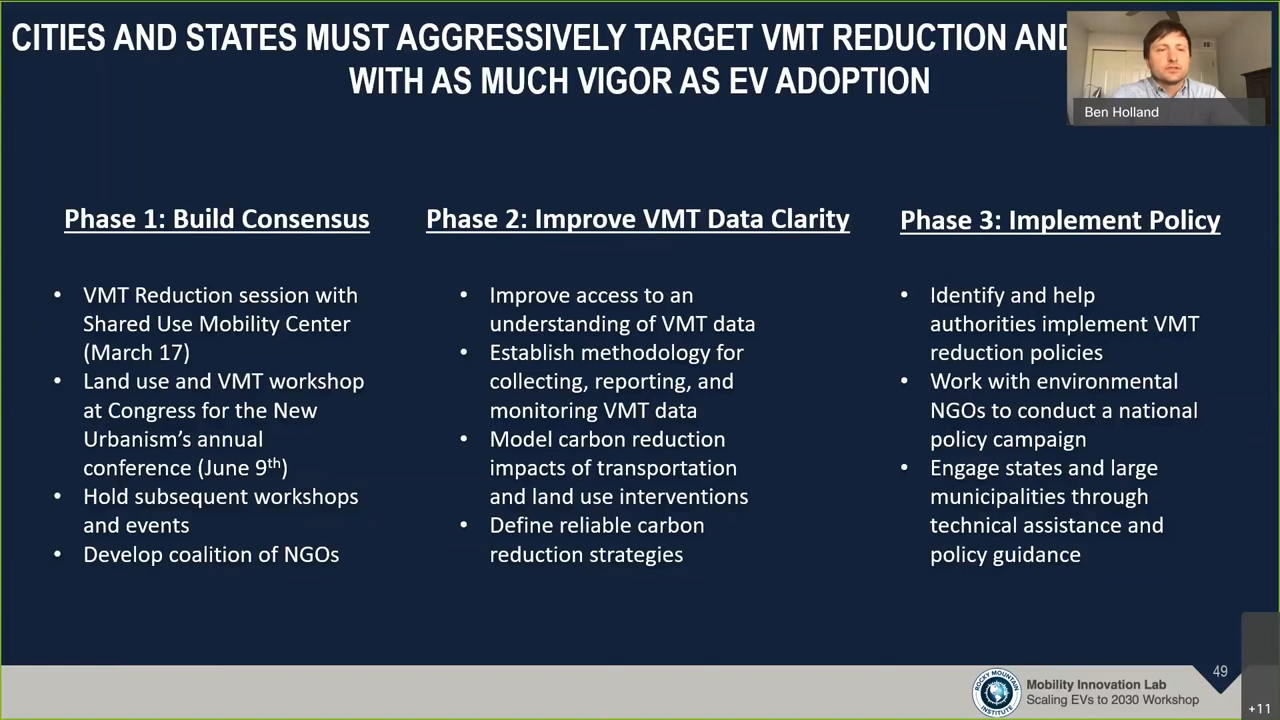 CITIES AND STATES MUST AGGRESSIVELY TARGET VMT REDUCTION AND
WITH AS MUCH VIGOR AS EV ADOPTION
Ben Holland
Phase 1: Build Consensus
• VMT Reduction session with
Shared Use Mobility Center
(March 17)
• Land use and VMT workshop
at Congress for the New
Urbanism’s annual
conference (June 9th)
• Hold subsequent workshops
and events
• Develop coalition of NGOs
Phase 2: Improve VMT Data Clarity
• Improve access to an
understanding of VMT data
• Establish methodology for
collecting, reporting, and
monitoring VMT data
• Model carbon reduction
impacts of transportation
and land use interventions
• Define reliable carbon
reduction strategies
Phase 3: Implement Policy
• Identify and help
authorities implement VMT
reduction policies
• Work with environmental
NGOs to conduct a national
policy campaign
• Engage states and large
municipalities through
technical assistance and
policy guidance
ROCKY MOUNTAIN
INSTITUTE
Mobility Innovation Lab
Scaling EVs to 2030 Workshop
49
+11